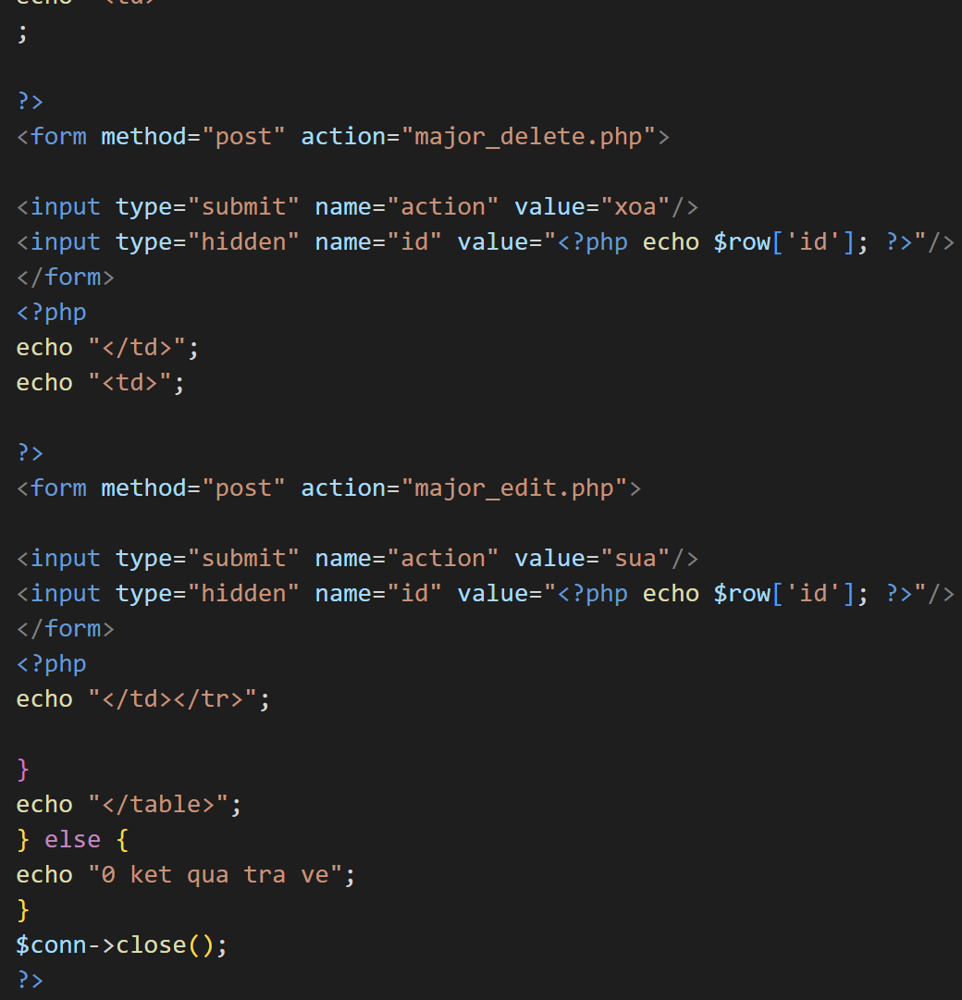 ;
?>
<form method="post" action="major_delete.php">
<input type="submit" name="action" value="xoa"/>
<input type="hidden" name="id" value="<?php echo $row['id']; ?>"/>
</form>
<?php
echo "</td>";
echo "<td>";
?>
<form method="post" action="major_edit.php">
<input type="submit" name="action" value="sua"/>
<input type="hidden" name="id" value="<?php echo $row['id']; ?>"/>
</form>
<?php
echo "</td></tr>";
}
echo "</table>";
} else {
echo "0 ket qua tra ve";
}
$conn->close();
?>